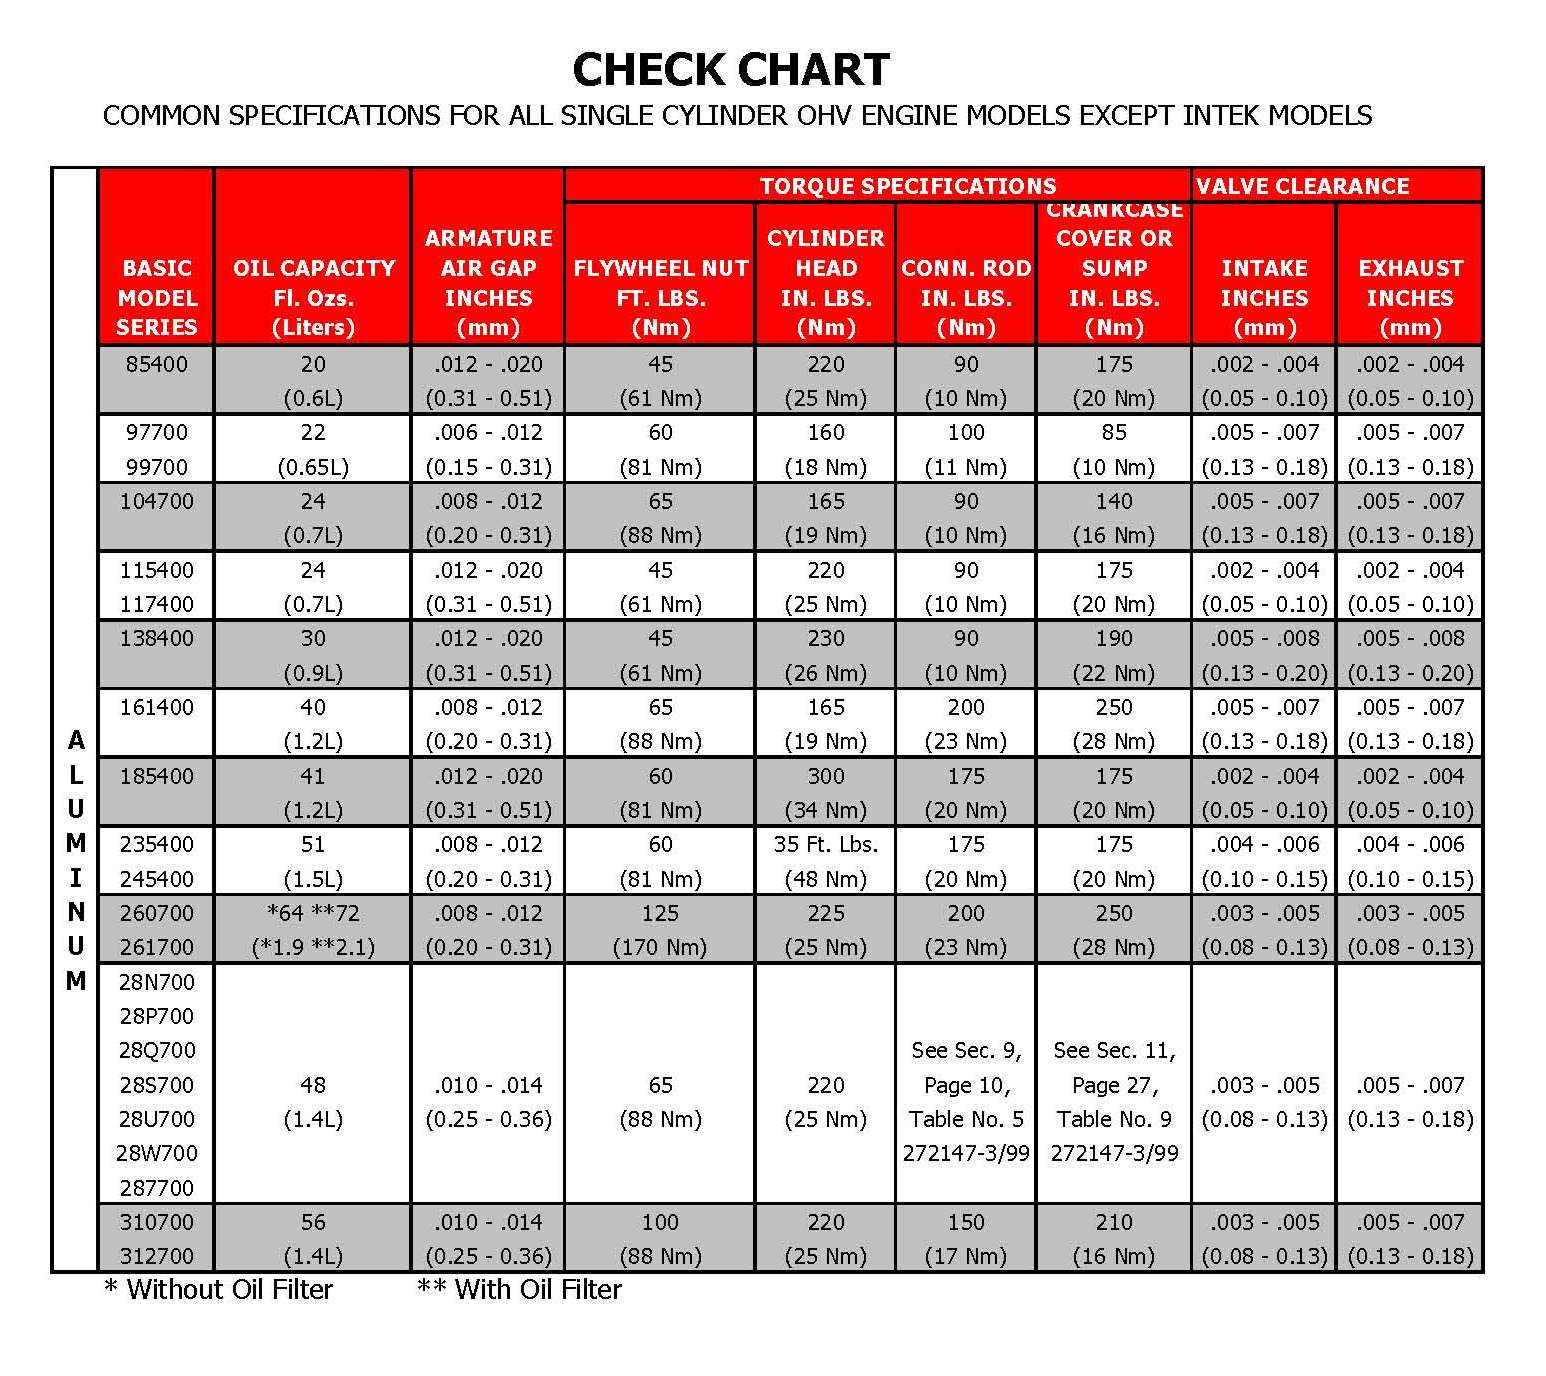 CHECK CHART
COMMON SPECIFICATIONS FOR ALL SINGLE CYLINDER OHV ENGINE MODELS EXCEPT INTEK MODELS
TORQUE SPECIFICATIONS VALVE CLEARANCE
CRANKCASE
ARMATURE CYLINDER COVER OR
BASIC OIL CAPACITY AIR GAP FLYWHEEL NUT HEAD CONN. ROD SUMP INTAKE EXHAUST
MODEL Fl. Ozs. INCHES FT. LBS. IN. LBS. IN. LBS. IN. LBS. INCHES INCHES
SERIES (Liters) (mm) (Nm) (Nm) (Nm) (Nm) (mm) (mm)
85400 20 .012 - .020 45 220 90 175 .002 - .004 .002 - .004
(0.6L) (0.31 - 0.51) (61 Nm) (25 Nm) (10 Nm) (20 Nm) (0.05 - 0.10) (0.05 - 0.10)
97700 22 .006 - .012 60 160 100 85 .005 - .007 .005 - .007
99700 (0.65L) (0.15 - 0.31) (81 Nm) (18 Nm) (11 Nm) (10 Nm) (0.13 - 0.18) (0.13 - 0.18)
104700 24 .008 - .012 65 165 90 140 .005 - .007 .005 - .007
(0.7L) (0.20 - 0.31) (88 Nm) (19 Nm) (10 Nm) (16 Nm) (0.13 - 0.18) (0.13 - 0.18)
115400 24 .012 - .020 45 220 90 175 .002 - .004 .002 - .004
117400 (0.7L) (0.31 - 0.51) (61 Nm) (25 Nm) (10 Nm) (20 Nm) (0.05 - 0.10) (0.05 - 0.10)
138400 30 .012 - .020 45 230 90 190 .005 - .008 .005 - .008
(0.9L) (0.31 - 0.51) (61 Nm) (26 Nm) (10 Nm) (22 Nm) (0.13 - 0.20) (0.13 - 0.20)
161400 40 .008 - .012 65 165 200 250 .005 - .007 .005 - .007
(1.2L) (0.20 - 0.31) (88 Nm) (19 Nm) (23 Nm) (28 Nm) (0.13 - 0.18) (0.13 - 0.18)
185400 41 .012 - .020 60 300 175 175 .002 - .004 .002 - .004
(1.2L) (0.31 - 0.51) (81 Nm) (34 Nm) (20 Nm) (20 Nm) (0.05 - 0.10) (0.05 - 0.10)
235400 51 .008 - .012 60 35 Ft. Lbs. 175 175 .004 - .006 .004 - .006
245400 (1.5L) (0.20 - 0.31) (81 Nm) (48 Nm) (20 Nm) (20 Nm) (0.10 - 0.15) (0.10 - 0.15)
260700 *64 **72 .008 - .012 125 225 200 250 .003 - .005 .003 - .005
261700 (*1.9 **2.1) (0.20 - 0.31) (170 Nm) (25 Nm) (23 Nm) (28 Nm) (0.08 - 0.13) (0.08 - 0.13)
28N700
28P700
28Q700 See Sec. 9, See Sec. 11,
28S700 48 .010 - .014 65 220 Page 10, Page 27, .003 - .005 .005 - .007
28U700 (1.4L) (0.25 - 0.36) (88 Nm) (25 Nm) Table No. 5 Table No. 9 (0.08 - 0.13) (0.13 - 0.18)
28W700 272147-3/99 272147-3/99
287700
310700 56 .010 - .014 100 220 150 210 .003 - .005 .005 - .007
312700 (1.4L) (0.25 - 0.36) (88 Nm) (25 Nm) (17 Nm) (16 Nm) (0.08 - 0.13) (0.13 - 0.18)
ALUMINUM
* Without Oil Filter ** With Oil Filter